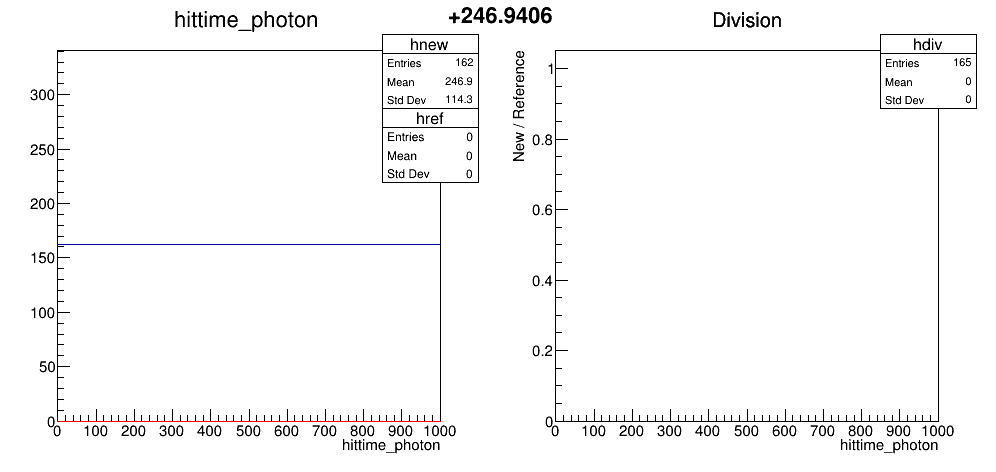 +246.9406
hittime_photon
hnew
Entries 162
Mean 246.9
Std Dev 114.3
href
Entries 0
Mean 0
Std Dev 0
300
250
200
150
100
50
0
0 100 200 300 400 500 600 700 800 900 1000
hittime_photon
Division
hdiv
Entries 165
Mean 0
Std Dev 0
New / Reference
1
0.8
0.6
0.4
0.2
0
0 100 200 300 400 500 600 700 800 900 1000
hittime_photon